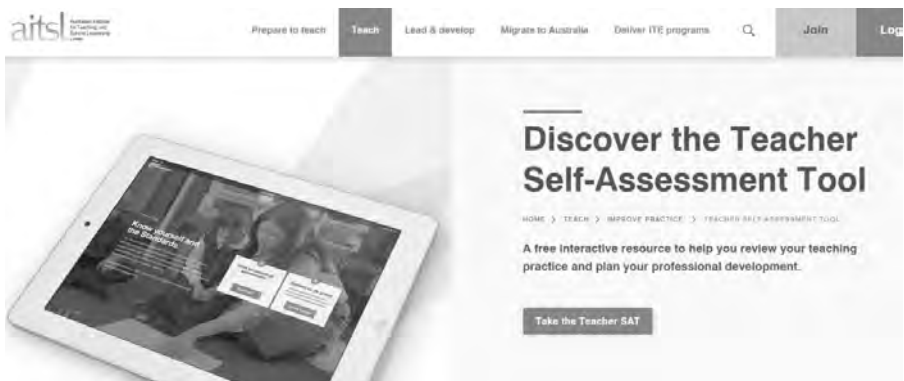 aitsl
Australian Institute
for Teaching and
School Leadership
Prepare to teach
Teach
Lead & develop
Migrate to Australia
Deliver ITE programs
Join
Log
Discover the Teacher
Self-Assessment Tool
HOME > TEACH > IMPROVE PRACTICE > TEACHER SELF-ASSESSMENT TOOL
A free interactive resource to help you review your teaching
practice and plan your professional development.
Take the Teacher SAT
Know yourself and
the Standards